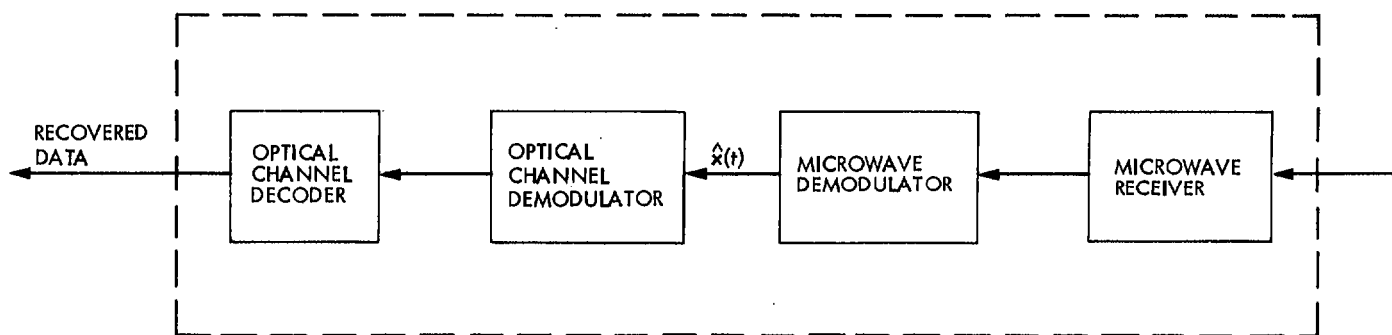 RECOVERED
DATA
OPTICAL
CHANNEL
DECODER
OPTICAL
CHANNEL
DEMODULATOR
x̂(t)
MICROWAVE
DEMODULATOR
MICROWAVE
RECEIVER